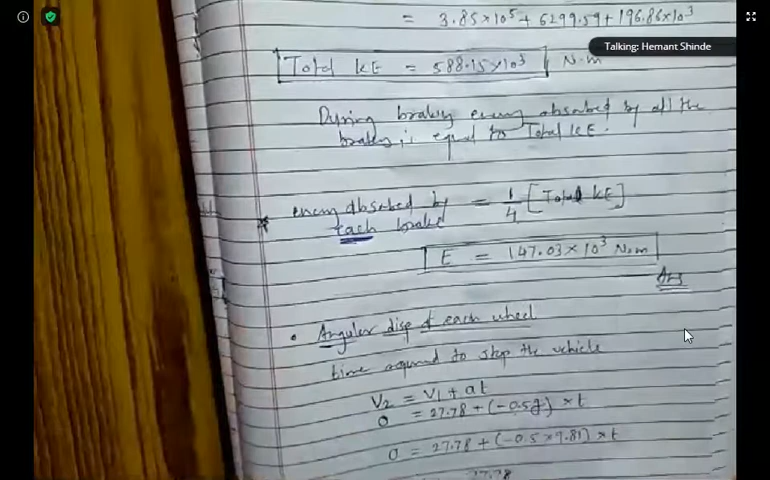 = 3.85×10⁵ + 6299.59 + 196.86×10³
Talking: Hemant Shinde
Total KE = 588.15×10³ N.m
During braking energy absorbed by all the
brakes is equal to Total KE.
* energy absorbed by = 1/4 [Total KE]
each brake
E = 147.03×10³ N.m
Ans
• Angular disp of each wheel
time required to stop the vehicle
V₂ = V₁ + at
0 = 27.78 + (-0.5g) × t
0 = 27.78 + (-0.5×9.81) × t
27.78